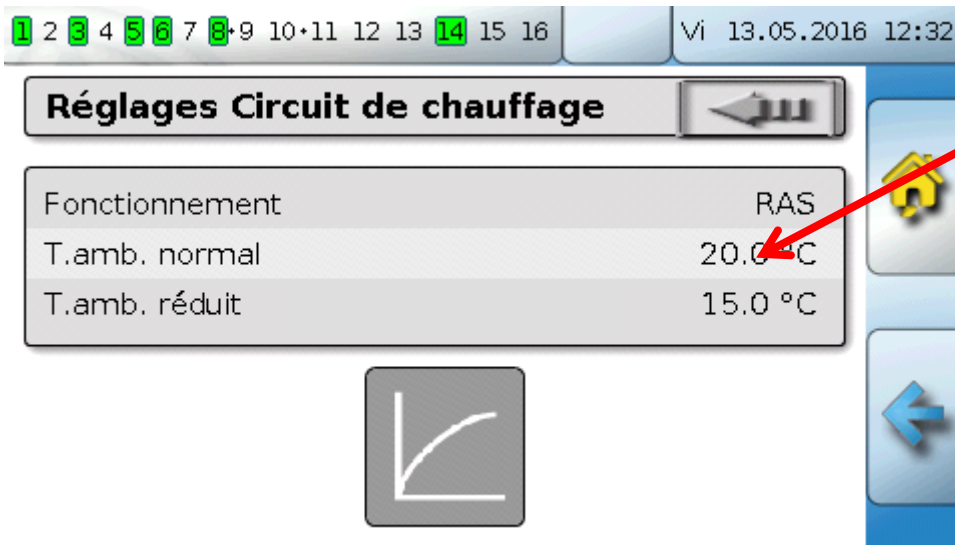 1 2 3 4 5 6 7 8+9 10+11 12 13 14 15 16 Vi 13.05.2016 12:32
Réglages Circuit de chauffage
Fonctionnement RAS
T.amb. normal 20.0 °C
T.amb. réduit 15.0 °C